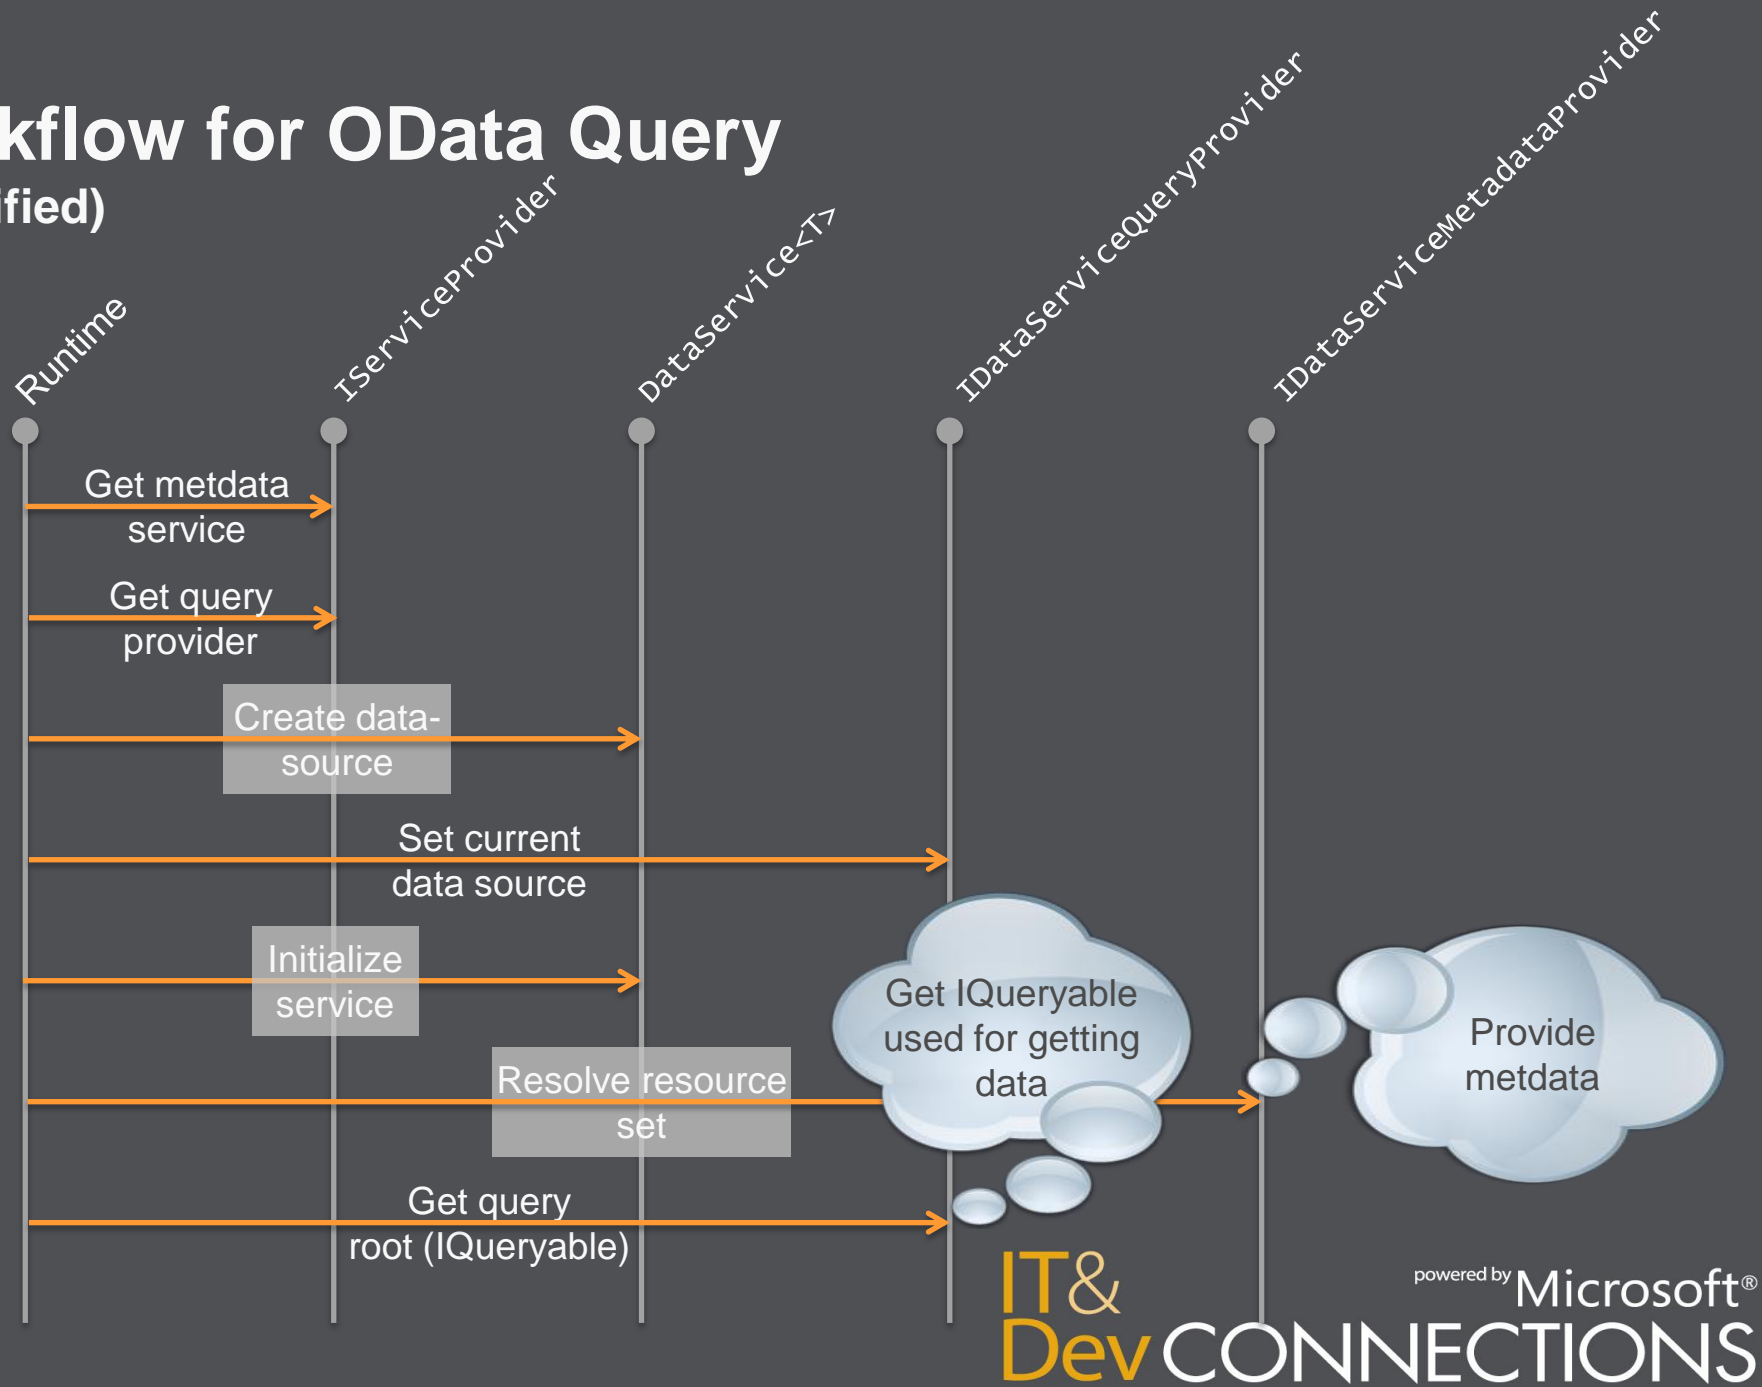 kflow for OData Query
ified)
Runtime
IServiceProvider
DataService<T>
IDataServiceQueryProvider
IDataServiceMetadataProvider
Get metdata
service
Get query
provider
Create data-
source
Set current
data source
Initialize
service
Get IQueryable
used for getting
data
Provide
metdata
Resolve resource
set
Get query
root (IQueryable)
IT&
Dev CONNECTIONS
powered by Microsoft®